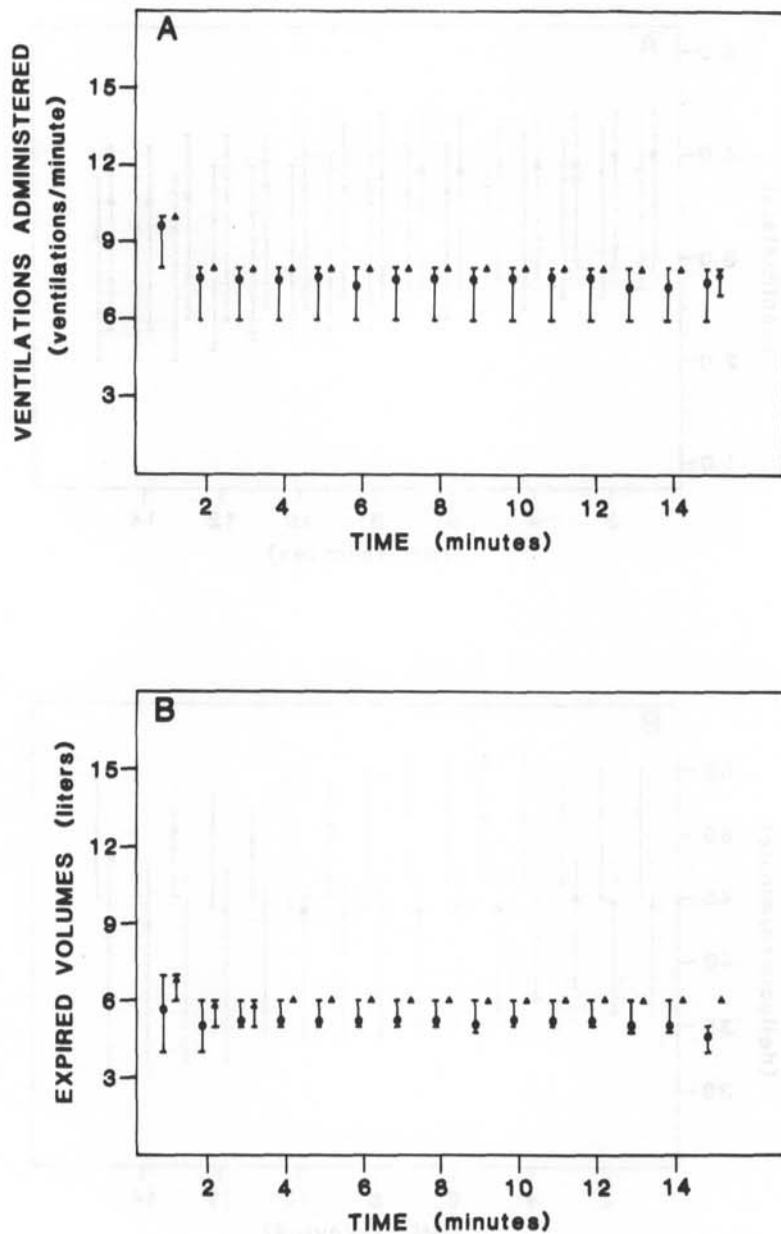 A
VENTILATIONS ADMINISTERED
(ventilations/minute)
15
12
9
6
3
2 4 6 8 10 12 14
TIME (minutes)
B
EXPIRED VOLUMES (liters)
15
12
9
6
3
2 4 6 8 10 12 14
TIME (minutes)